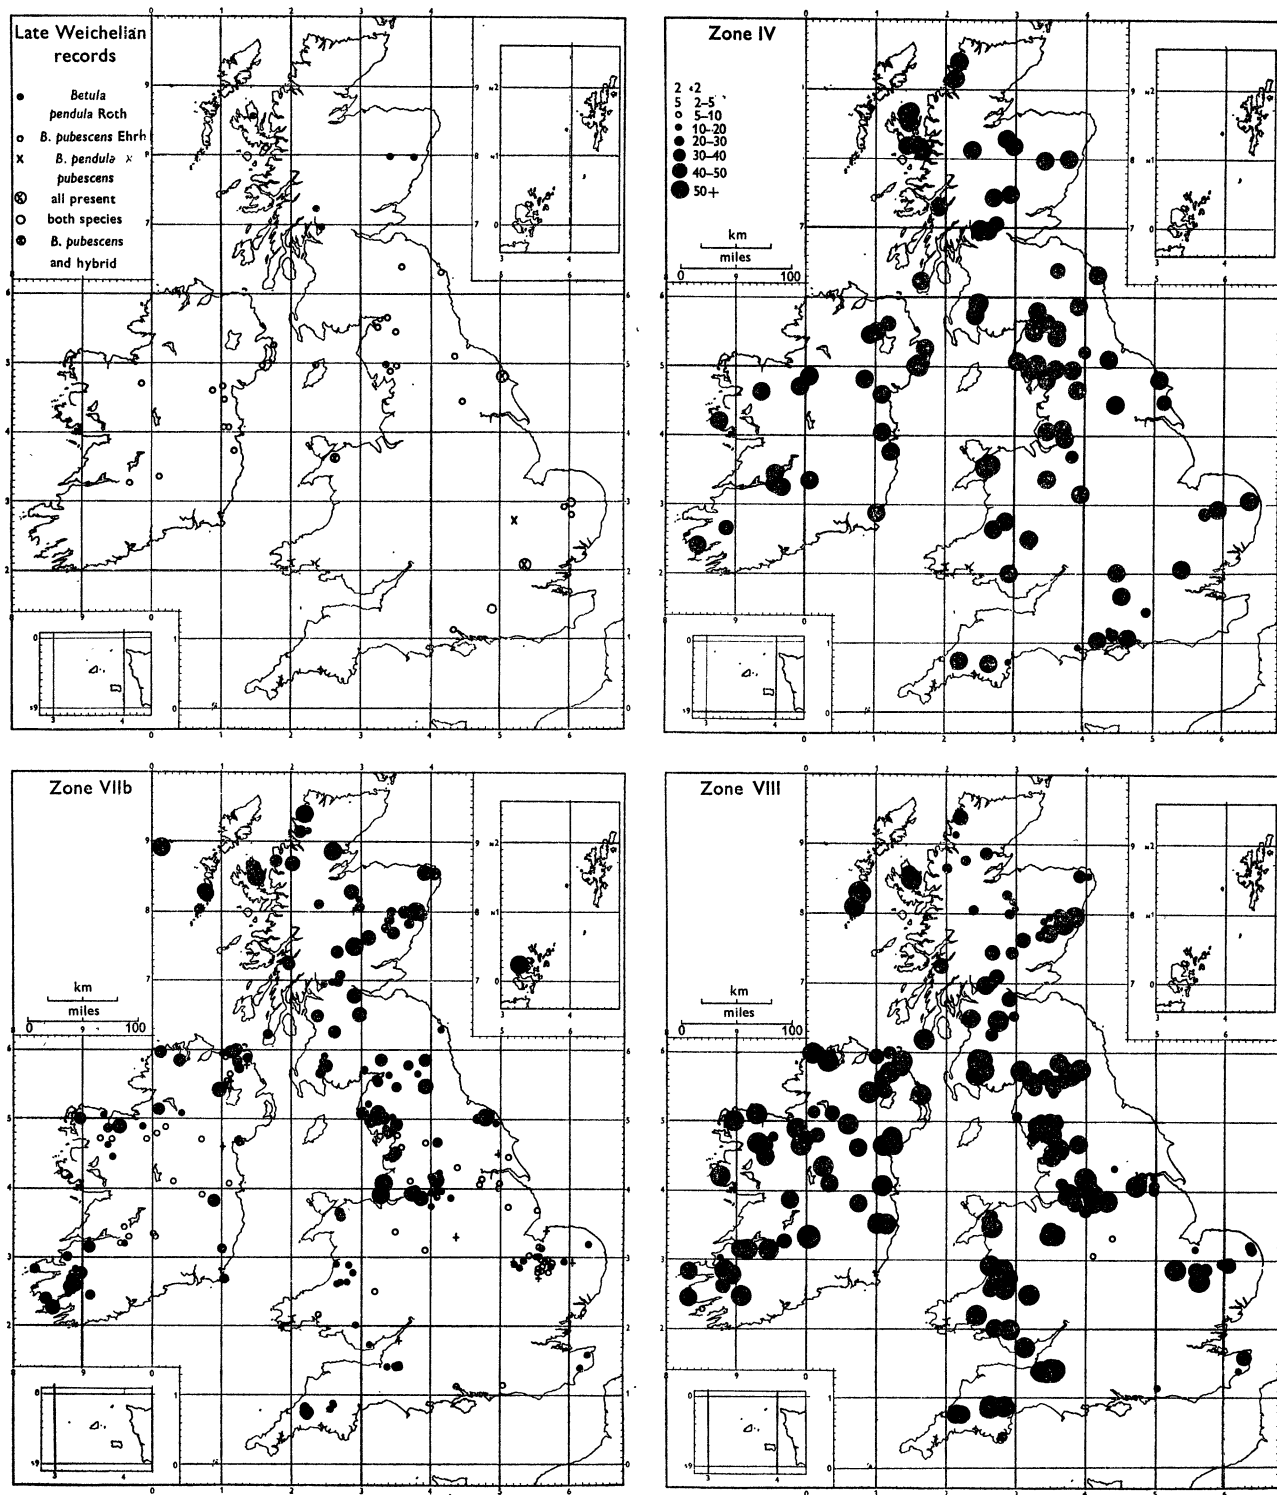 Late Weichelian
records
Betula
pendula Roth
B. pubescens Ehrh
B. pendula ×
pubescens
all present
both species
B. pubescens
and hybrid
Zone IV
2 <2
5 2–5
5–10
10–20
20–30
30–40
40–50
50+
km
miles
0 100
Zone VIIb
km
miles
0 100
Zone VIII
km
miles
0 100